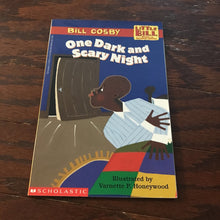 BILL COSBY
LITTLE
BILL
One Dark and
Scary Night
Illustrated by
Varnette P. Honeywood
SCHOLASTIC